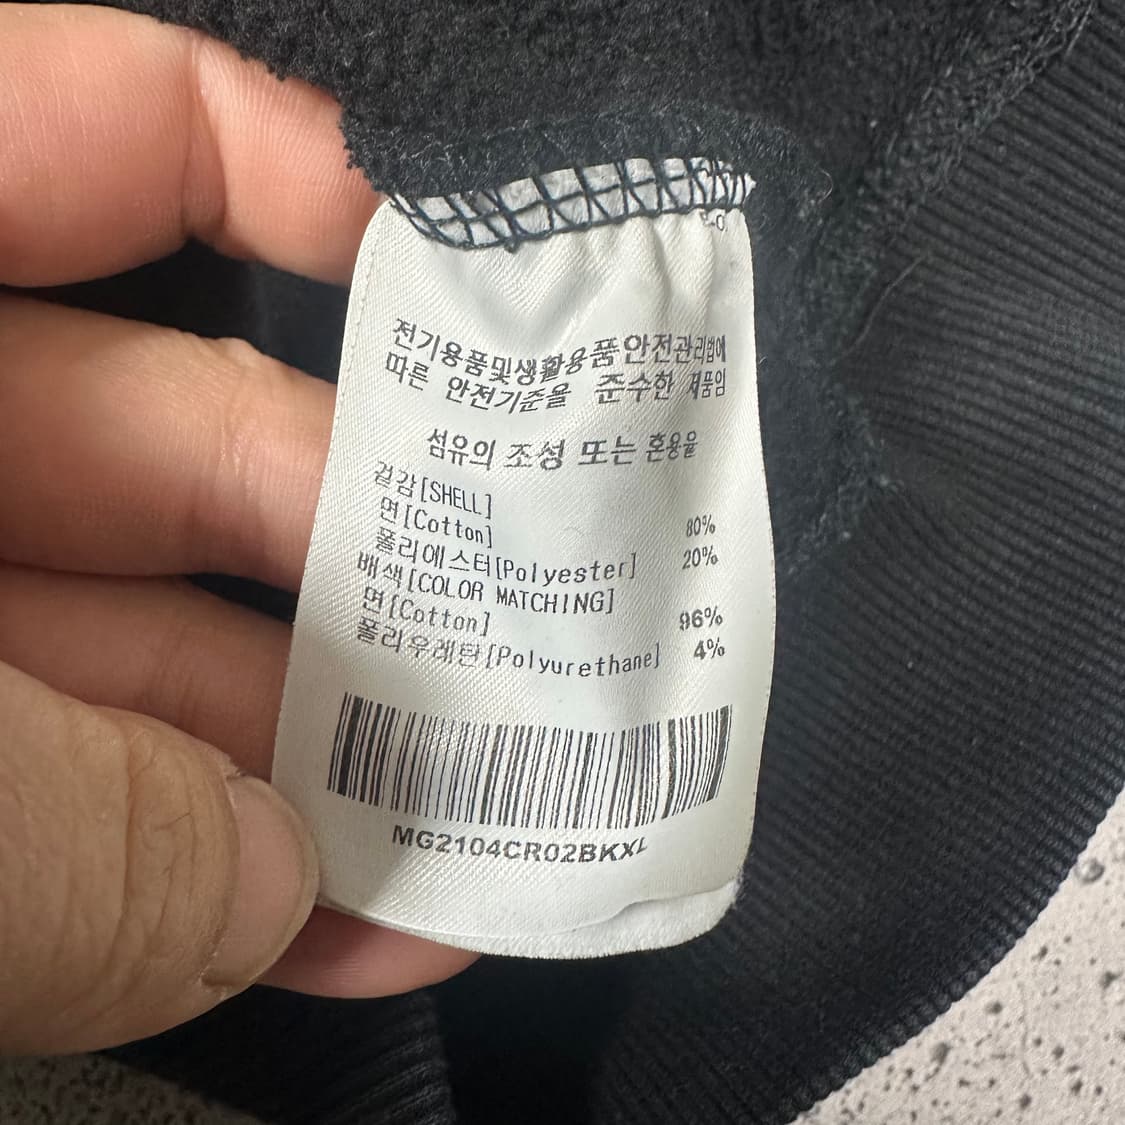 전기용품및생활용품안전관리법에
따른 안전기준을 준수한 제품임
섬유의 조성 또는 혼용율
겉감[SHELL]
면[Cotton] 80%
폴리에스터[Polyester] 20%
배색[COLOR MATCHING]
면[Cotton] 96%
폴리우레탄[Polyurethane] 4%
MG2104CR02BKXL